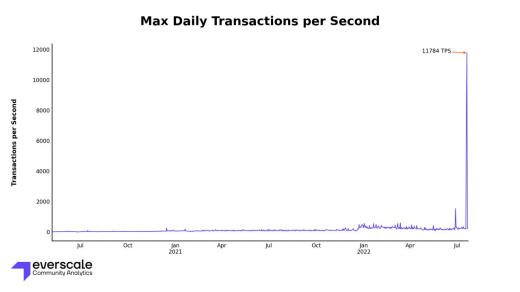 Max Daily Transactions per Second
11784 TPS
12000
10000
8000
6000
4000
2000
0
Transactions per Second
Jul
Oct
Jan
2021
Apr
Jul
Oct
Jan
2022
Apr
Jul
everscale
Community Analytics